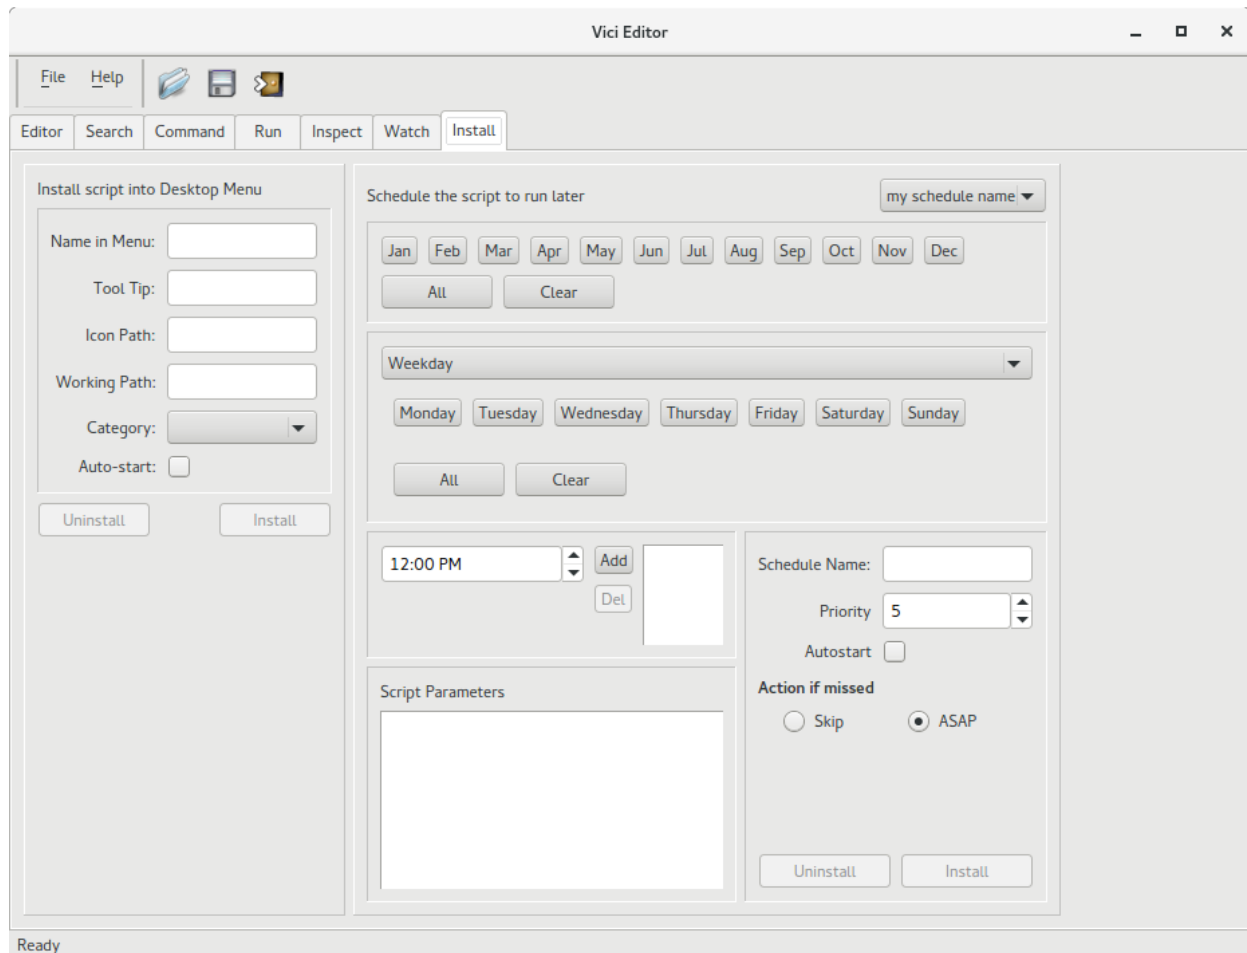 Vici Editor
File Help
Editor Search Command Run Inspect Watch Install
Install script into Desktop Menu
Name in Menu:
Tool Tip:
Icon Path:
Working Path:
Category:
Auto-start:
Uninstall Install
Schedule the script to run later my schedule name
Jan Feb Mar Apr May Jun Jul Aug Sep Oct Nov Dec
All Clear
Weekday
Monday Tuesday Wednesday Thursday Friday Saturday Sunday
All Clear
12:00 PM Add
Del
Script Parameters
Schedule Name:
Priority 5
Autostart
Action if missed
Skip ASAP
Uninstall Install
Ready